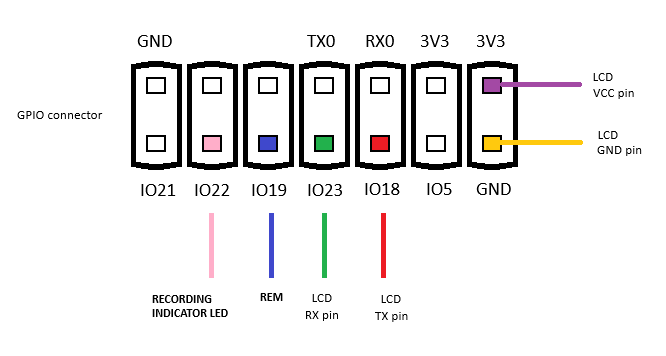 GND TX0 RX0 3V3 3V3
LCD
VCC pin
GPIO connector
LCD
GND pin
IO21 IO22 IO19 IO23 IO18 IO5 GND
RECORDING
INDICATOR LED
REM
LCD
RX pin
LCD
TX pin